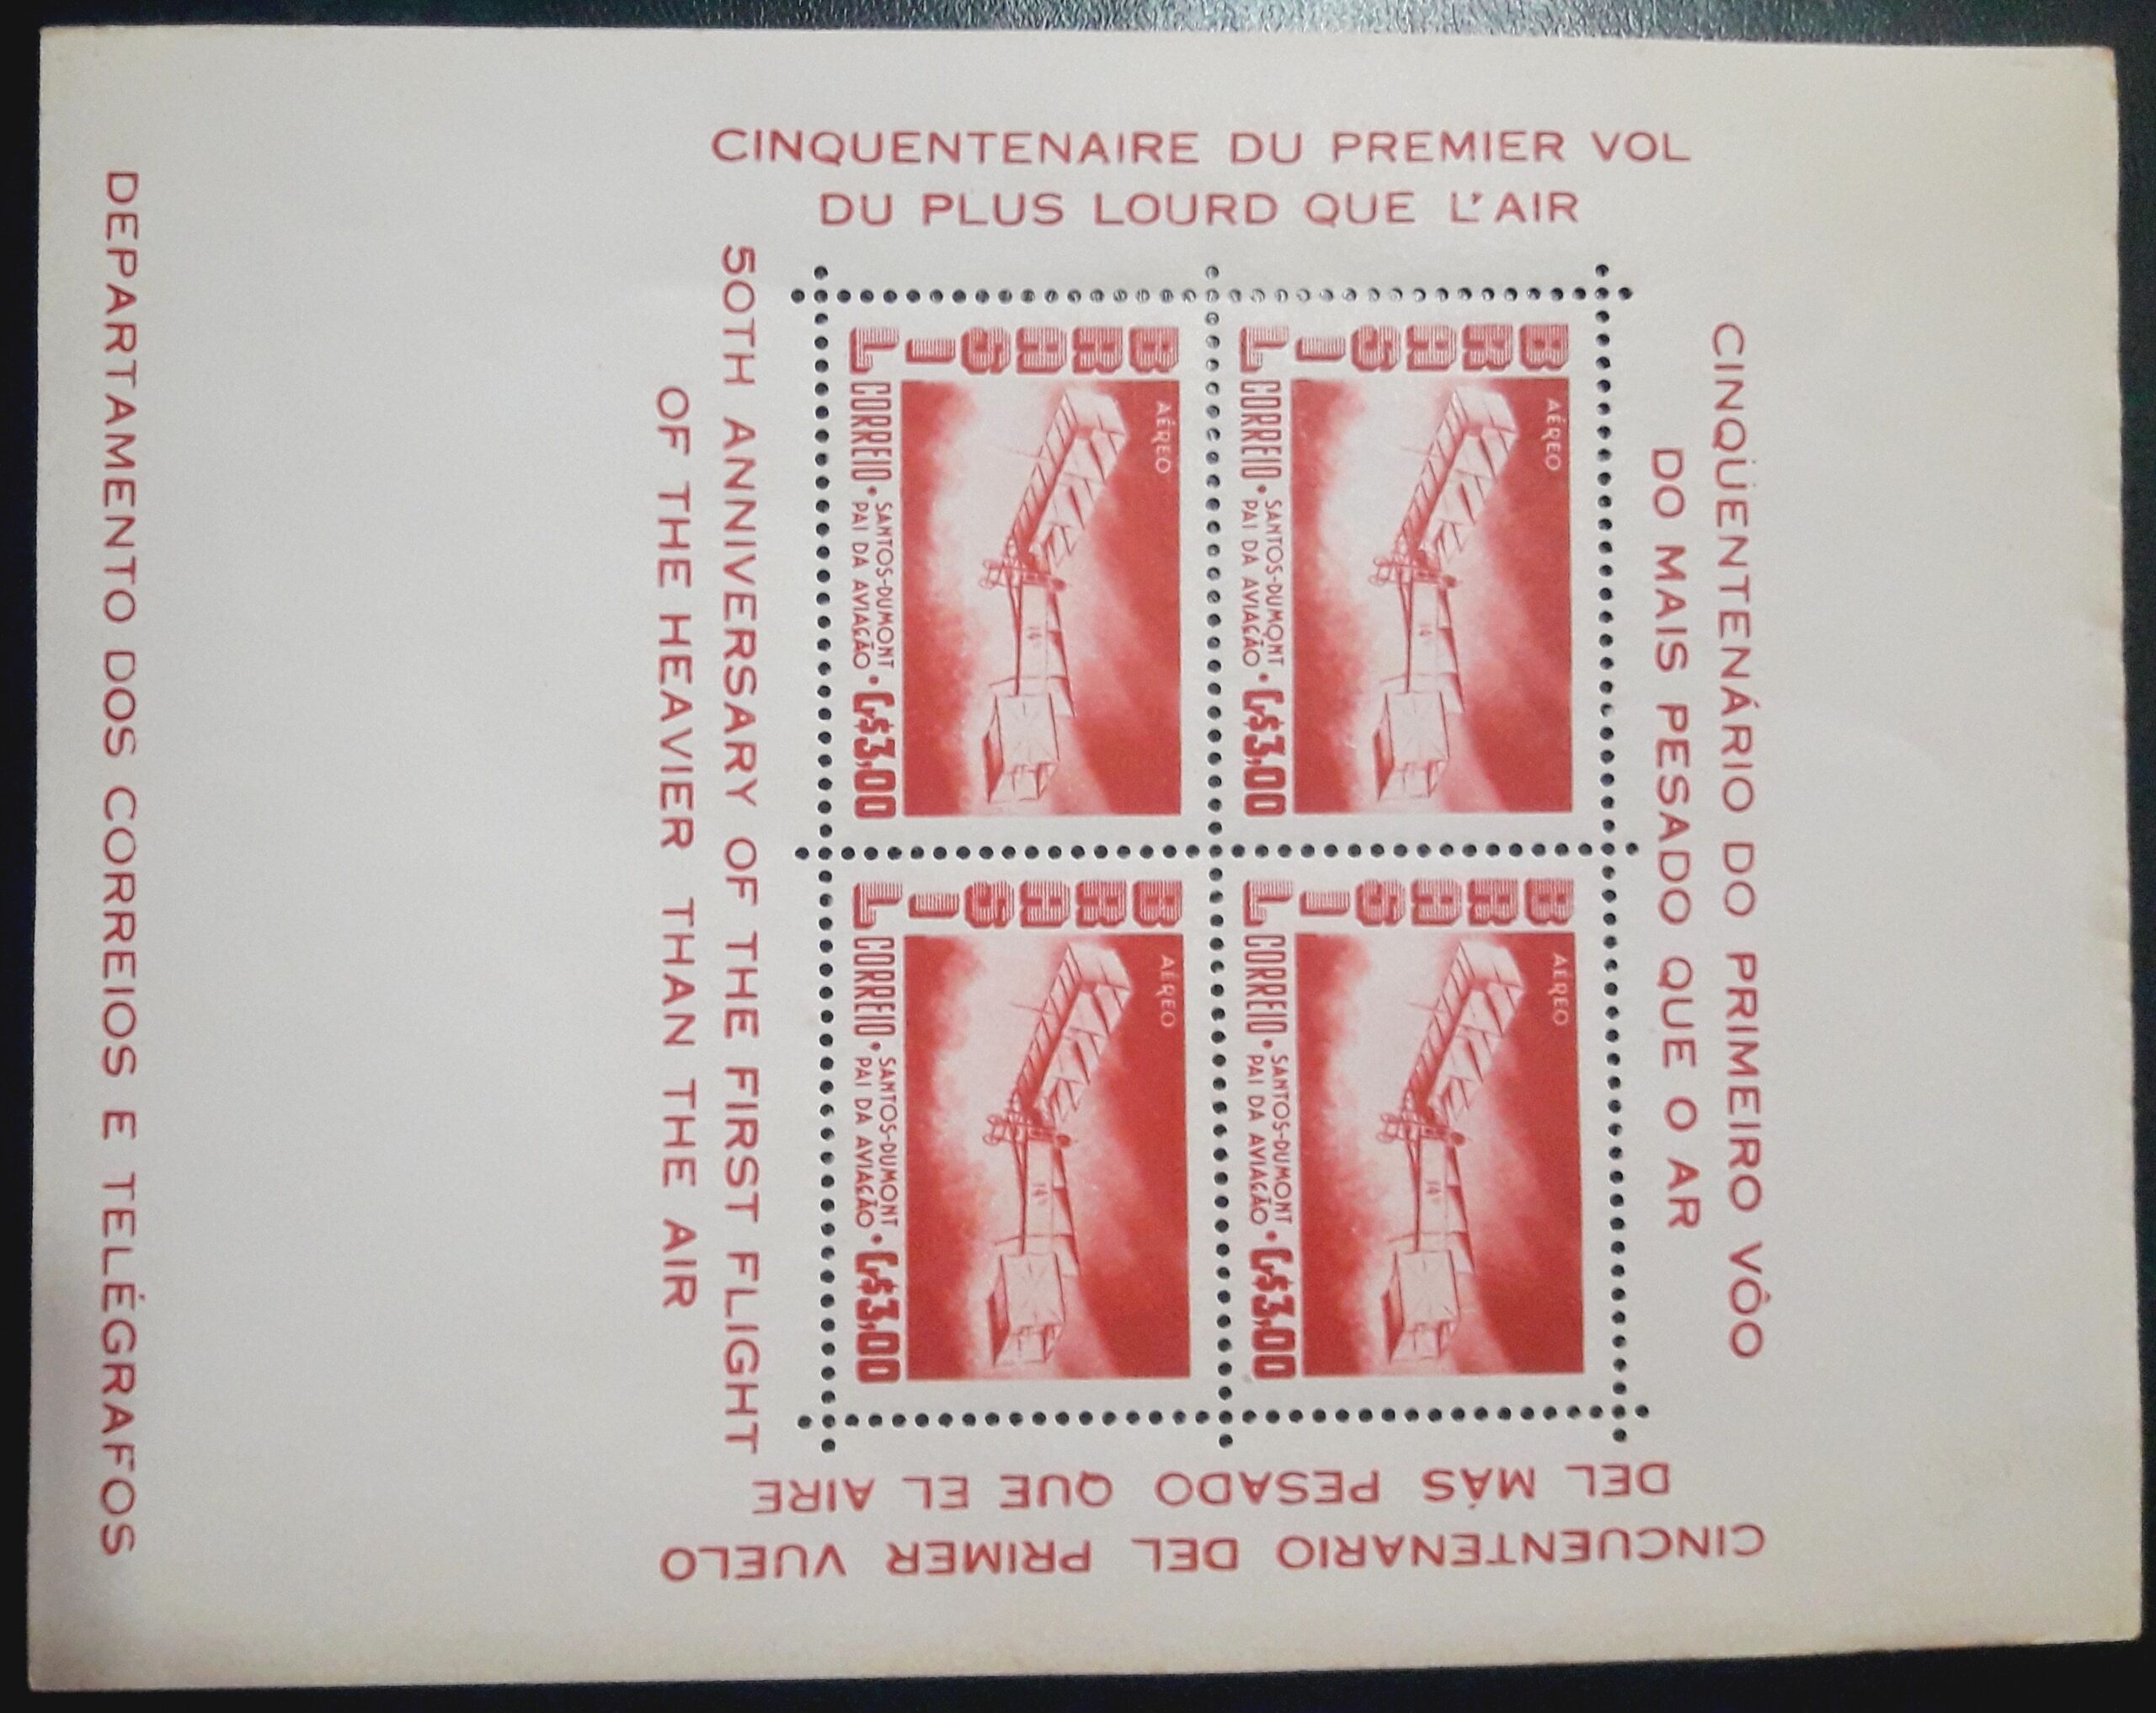 CINQÜENTENÁRIO DO PRIMEIRO VÔO
DO MAIS PESADO QUE O AR
CINQUENTENAIRE DU PREMIER VOL
DU PLUS LOURD QUE L'AIR
BRASIL
AÉREO
CORREIO • SANTOS-DUMONT
PAI DA AVIAÇÃO • Cr$3,00
BRASIL
AÉREO
CORREIO • SANTOS-DUMONT
PAI DA AVIAÇÃO • Cr$3,00
BRASIL
AÉREO
CORREIO • SANTOS-DUMONT
PAI DA AVIAÇÃO • Cr$3,00
BRASIL
AÉREO
CORREIO • SANTOS-DUMONT
PAI DA AVIAÇÃO • Cr$3,00
CINCUENTENARIO DEL PRIMER VUELO
DEL MÁS PESADO QUE EL AIRE
50TH ANNIVERSARY OF THE FIRST FLIGHT
OF THE HEAVIER THAN THE AIR
DEPARTAMENTO DOS CORREIOS E TELÉGRAFOS